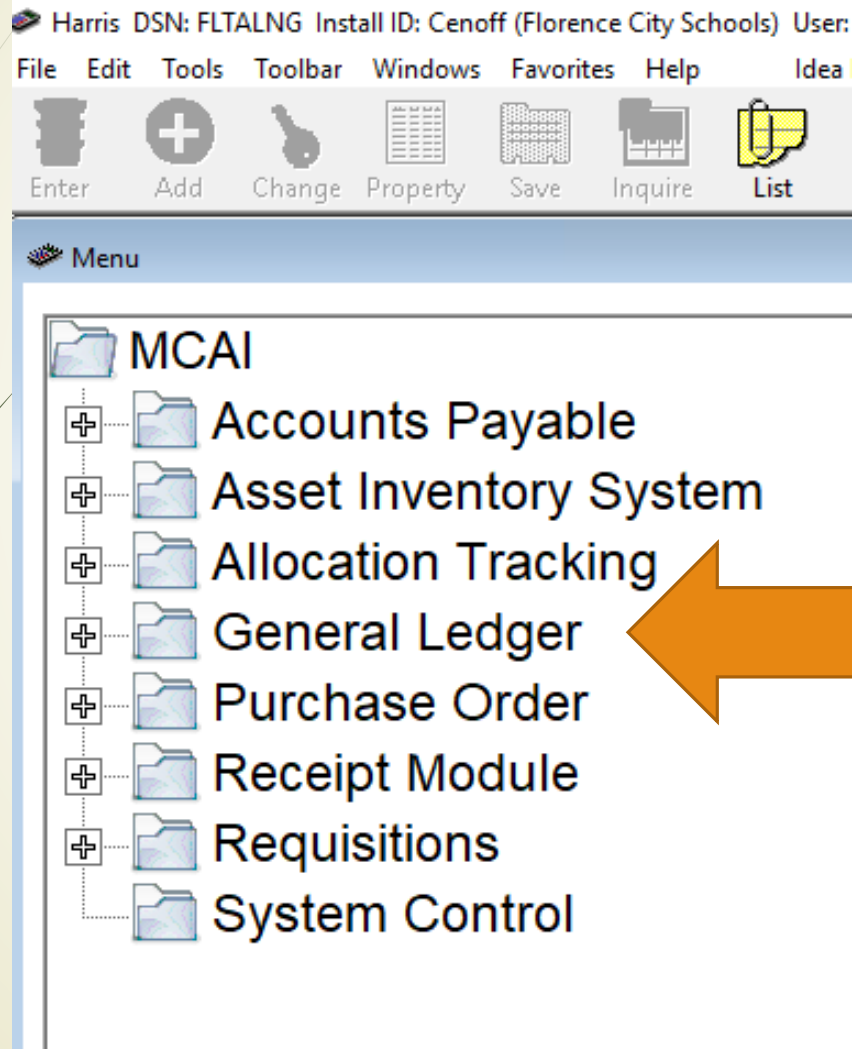 Harris DSN: FLTALNG Install ID: Cenoff (Florence City Schools) User:
File Edit Tools Toolbar Windows Favorites Help Idea
Enter Add Change Property Save Inquire List
Menu
MCAI
Accounts Payable
Asset Inventory System
Allocation Tracking
General Ledger
Purchase Order
Receipt Module
Requisitions
System Control